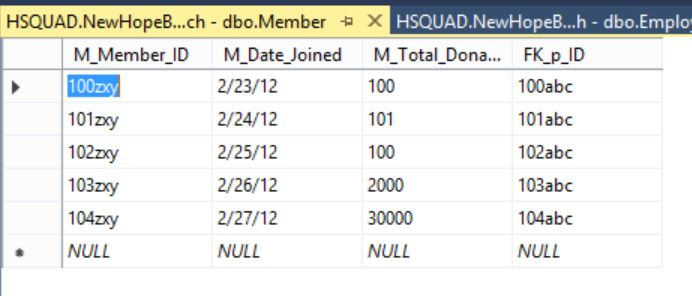 HSQUAD.NewHopeB...ch - dbo.Member HSQUAD.NewHopeB...h - dbo.Employ
M_Member_ID M_Date_Joined M_Total_Dona... FK_p_ID
100zxy 2/23/12 100 100abc
101zxy 2/24/12 101 101abc
102zxy 2/25/12 100 102abc
103zxy 2/26/12 2000 103abc
104zxy 2/27/12 30000 104abc
NULL NULL NULL NULL